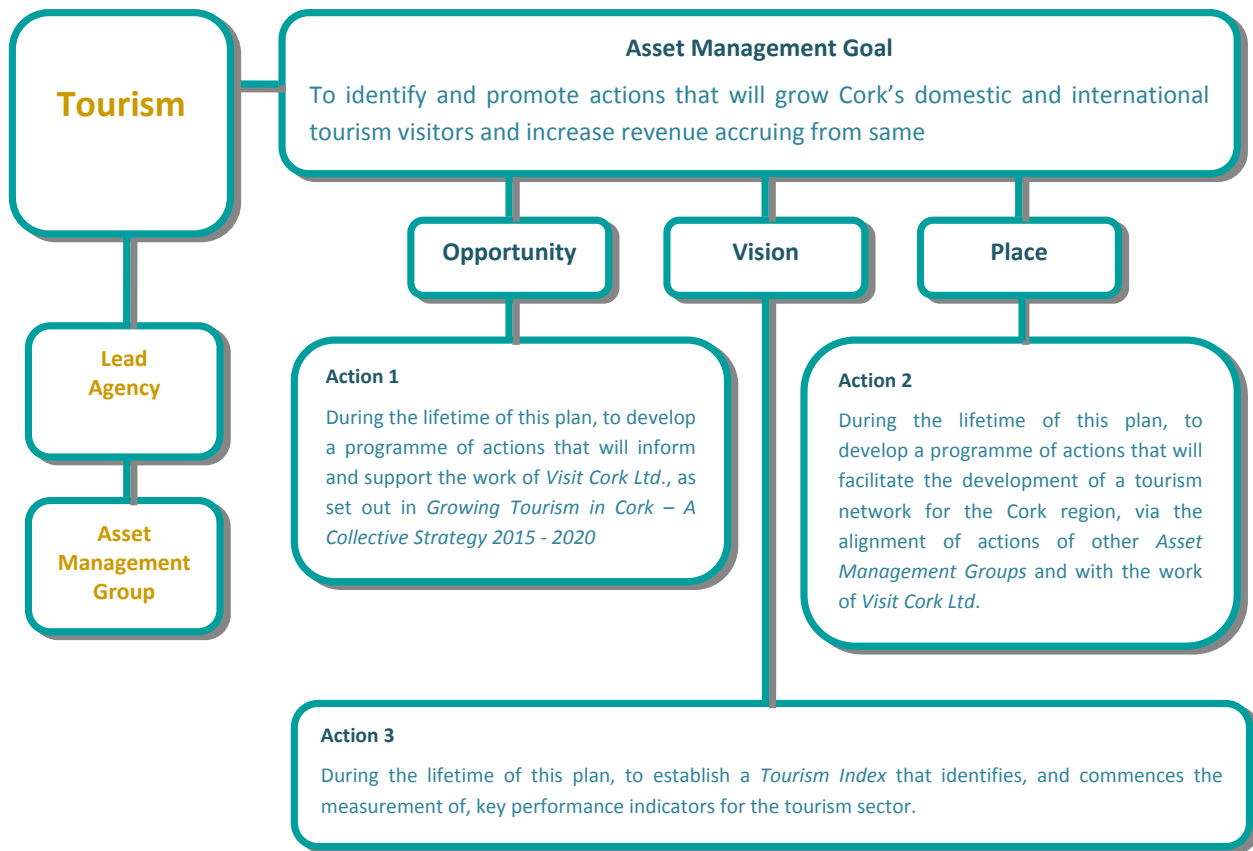 Tourism
Asset Management Goal
To identify and promote actions that will grow Cork’s domestic and international
tourism visitors and increase revenue accruing from same
Opportunity
Vision
Place
Lead
Agency
Asset
Management
Group
Action 1
During the lifetime of this plan, to develop
a programme of actions that will inform
and support the work of Visit Cork Ltd., as
set out in Growing Tourism in Cork – A
Collective Strategy 2015 - 2020
Action 2
During the lifetime of this plan, to
develop a programme of actions that will
facilitate the development of a tourism
network for the Cork region, via the
alignment of actions of other Asset
Management Groups and with the work
of Visit Cork Ltd.
Action 3
During the lifetime of this plan, to establish a Tourism Index that identifies, and commences the
measurement of, key performance indicators for the tourism sector.